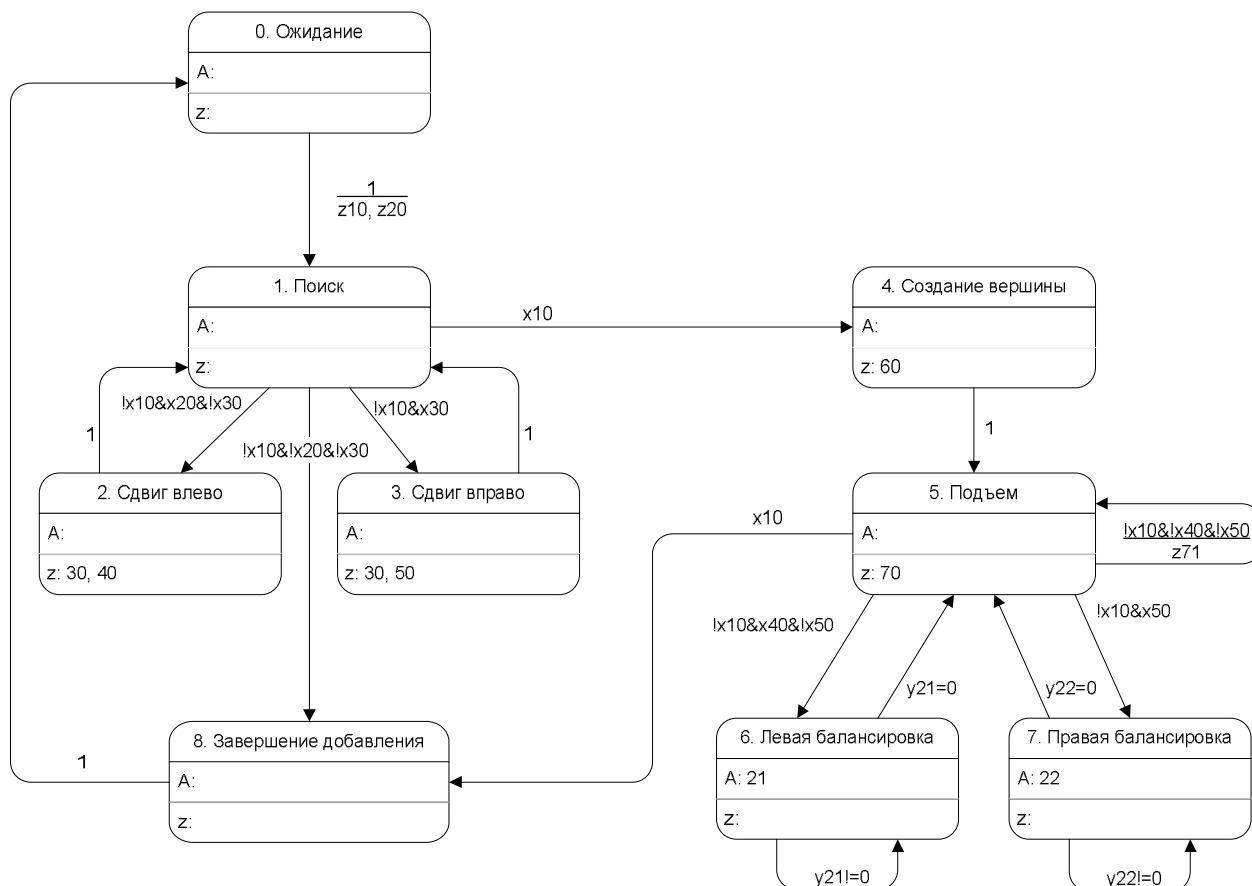 0. Ожидание
A:
z:
1
z10, z20
1. Поиск
A:
z:
x10
4. Создание вершины
A:
z: 60
!x10&x20&!x30
!x10&x30
1
!x10&!x20&!x30
1
1
2. Сдвиг влево
A:
z: 30, 40
3. Сдвиг вправо
A:
z: 30, 50
5. Подъем
A:
z: 70
x10
!x10&!x40&!x50
z71
!x10&x40&!x50
!x10&x50
y21=0
y22=0
8. Завершение добавления
A:
z:
1
6. Левая балансировка
A: 21
z:
7. Правая балансировка
A: 22
z:
y21!=0
y22!=0